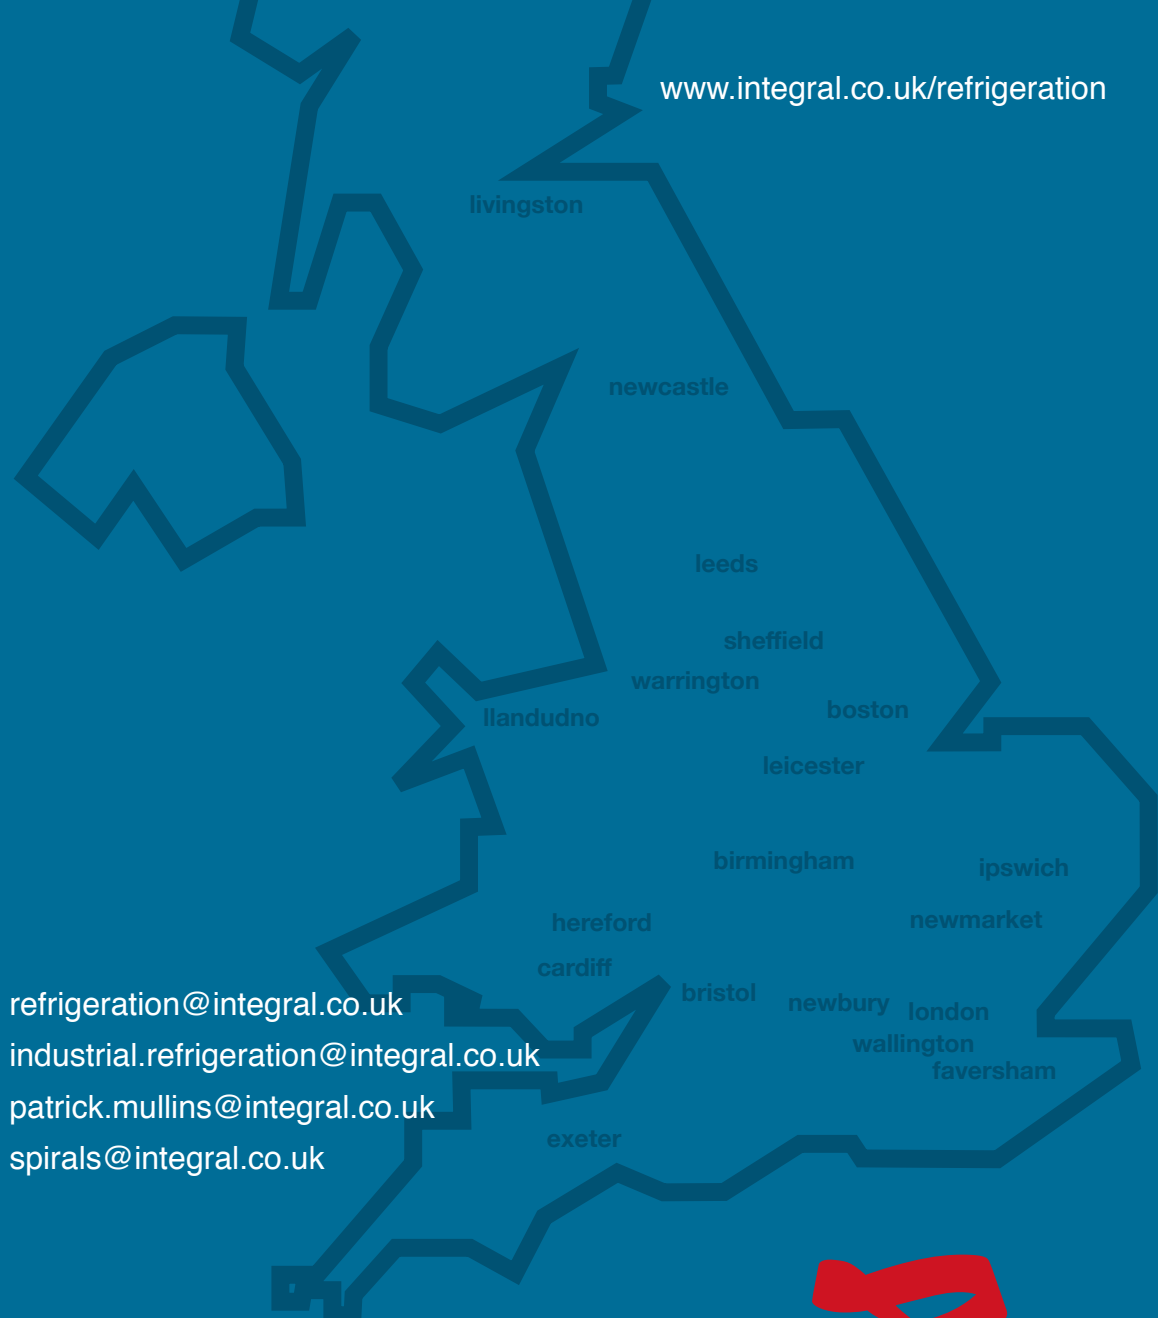 www.integral.co.uk/refrigeration
livingston
newcastle
leeds
sheffield
warrington
boston
llandudno
leicester
birmingham
ipswich
newmarket
hereford
cardiff
bristol
newbury
london
wallington
faversham
exeter
refrigeration@integral.co.uk
industrial.refrigeration@integral.co.uk
patrick.mullins@integral.co.uk
spirals@integral.co.uk